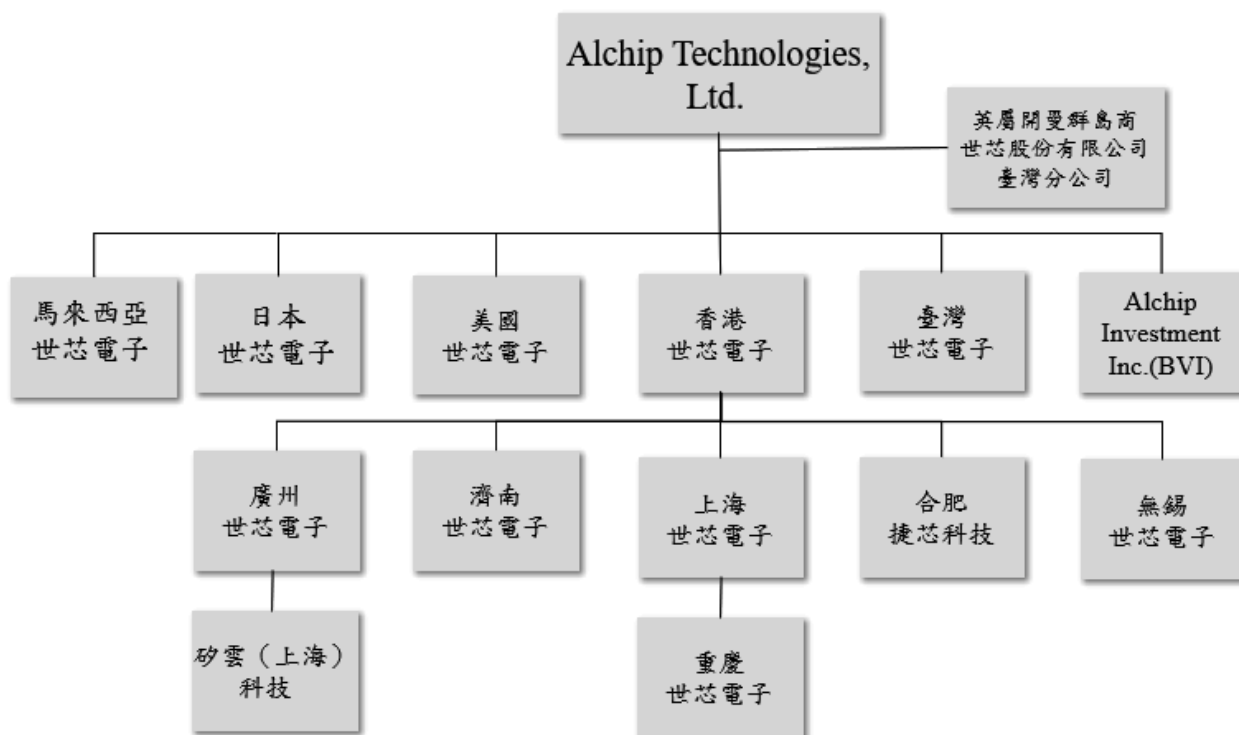 Alchip Technologies,
Ltd.
英屬開曼群島商
世芯股份有限公司
臺灣分公司
馬來西亞
世芯電子
日本
世芯電子
美國
世芯電子
香港
世芯電子
臺灣
世芯電子
Alchip
Investment
Inc.(BVI)
廣州
世芯電子
濟南
世芯電子
上海
世芯電子
合肥
捷芯科技
無錫
世芯電子
矽雲（上海）
科技
重慶
世芯電子